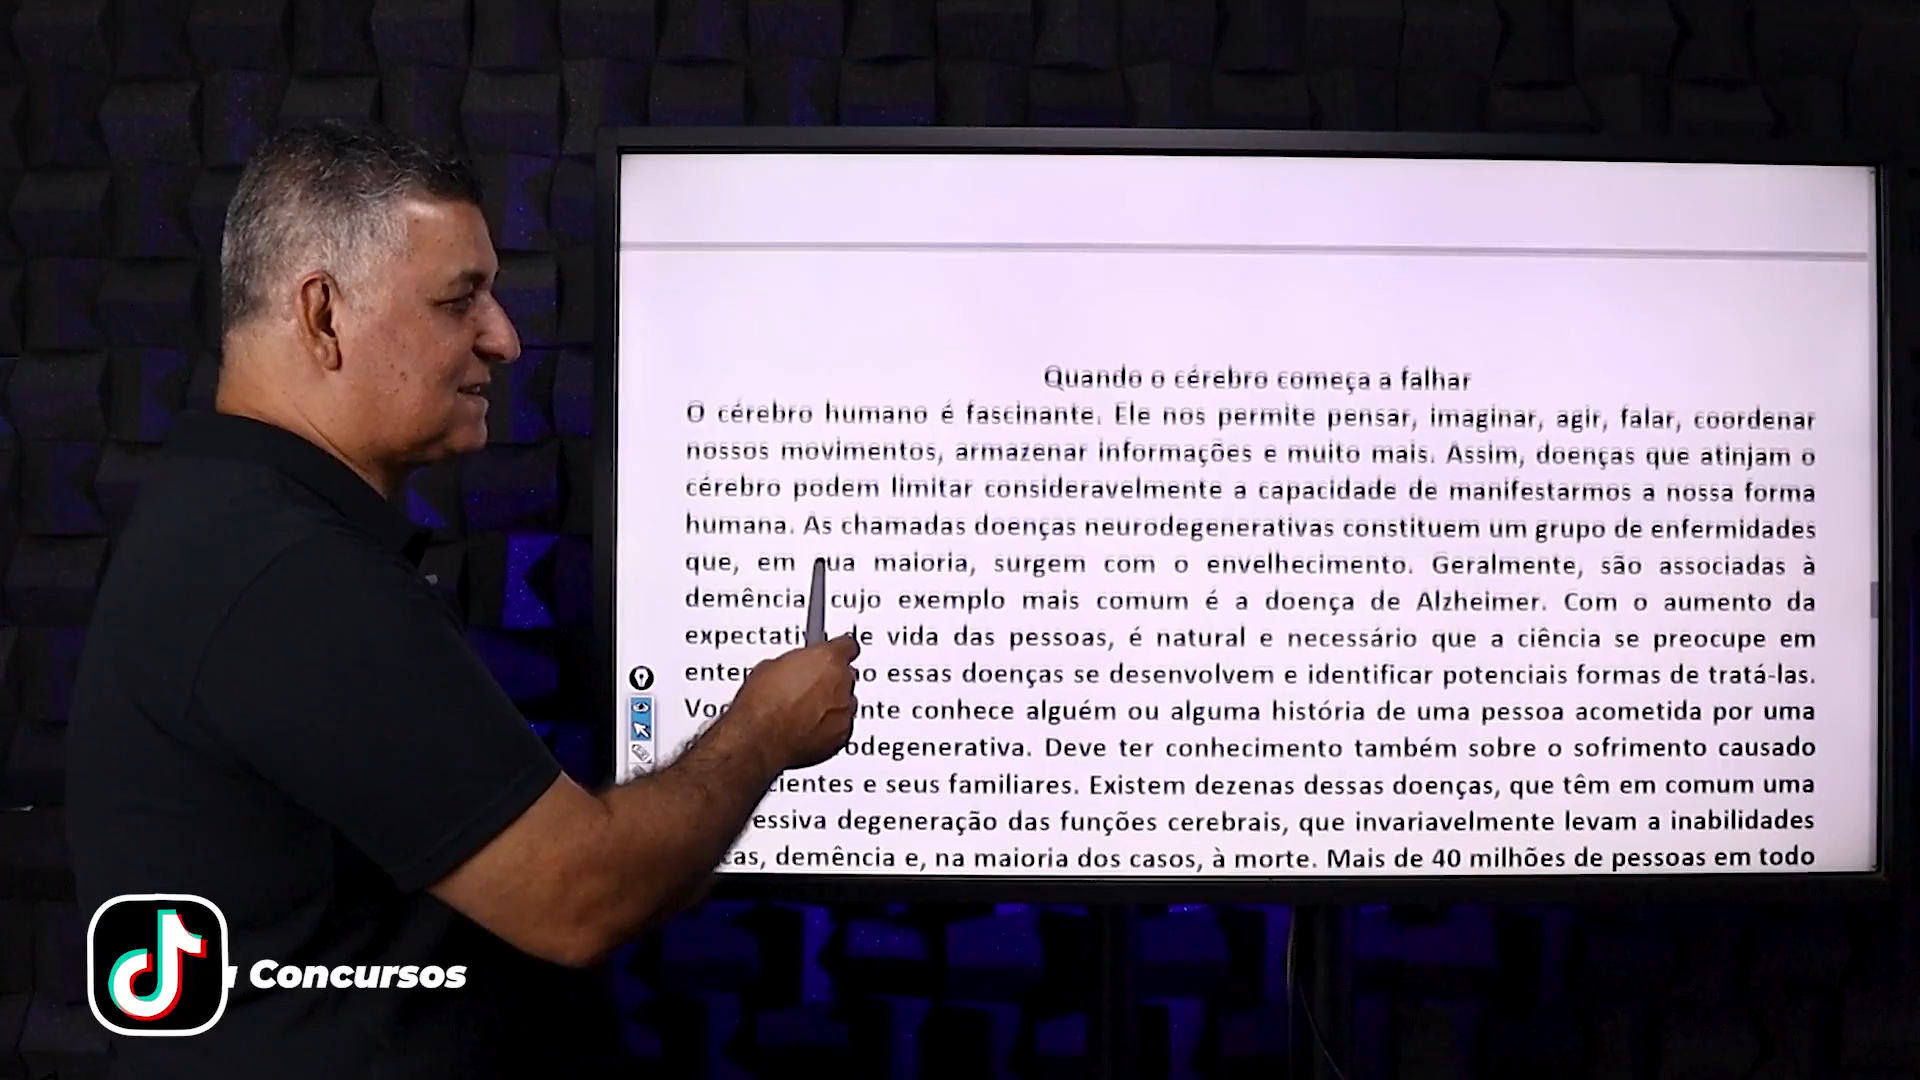 Quando o cérebro começa a falhar
O cérebro humano é fascinante. Ele nos permite pensar, imaginar, agir, falar, coordenar
nossos movimentos, armazenar informações e muito mais. Assim, doenças que atinjam o
cérebro podem limitar consideravelmente a capacidade de manifestarmos a nossa forma
humana. As chamadas doenças neurodegenerativas constituem um grupo de enfermidades
que, em sua maioria, surgem com o envelhecimento. Geralmente, são associadas à
demência cujo exemplo mais comum é a doença de Alzheimer. Com o aumento da
expectativ de vida das pessoas, é natural e necessário que a ciência se preocupe em
essas doenças se desenvolvem e identificar potenciais formas de tratá-las.
conhece alguém ou alguma história de uma pessoa acometida por uma
odegenerativa. Deve ter conhecimento também sobre o sofrimento causado
cientes e seus familiares. Existem dezenas dessas doenças, que têm em comum uma
essiva degeneração das funções cerebrais, que invariavelmente levam a inabilidades
cas, demência e, na maioria dos casos, à morte. Mais de 40 milhões de pessoas em todo
Concursos